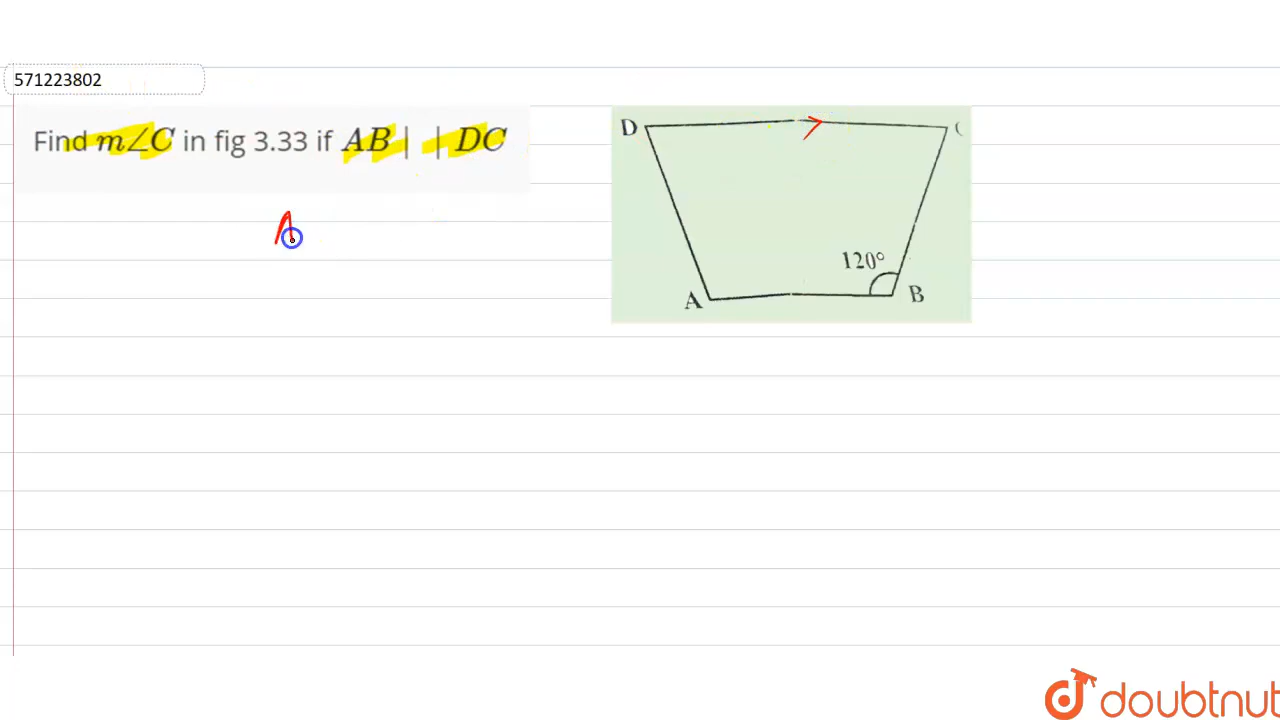 571223802
Find m∠C in fig 3.33 if AB| |DC
D
C
120°
A
B
A
doubtnut